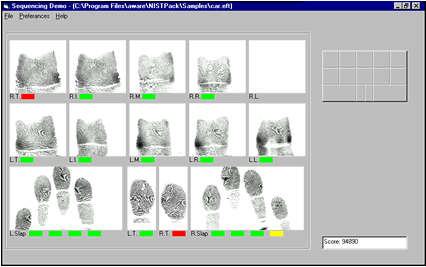 Sequencing Demo - (C:\Program Files\aware\NISTPack\Samples\car.eft)
File Preferences Help
R.T. R.I. R.M. R.R. R.L.
L.T. L.I. L.M. L.R. L.L.
L.Slap L.T. R.T. R.Slap
Score: 94890